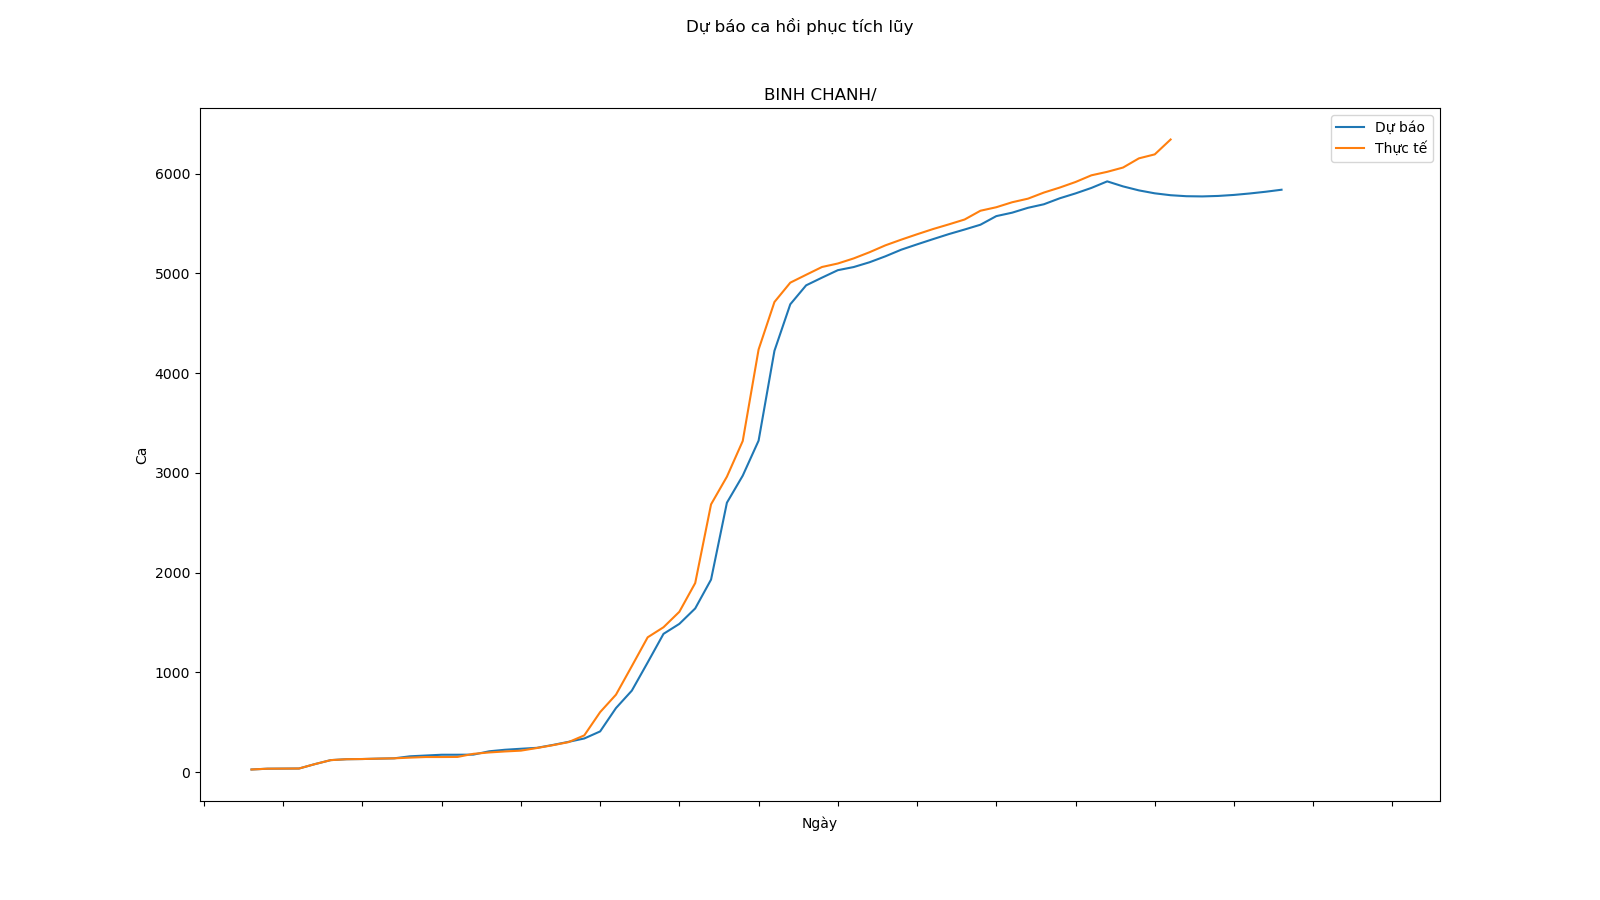 Dự báo ca hồi phục tích lũy
BINH CHANH/
Dự báo
Thực tế
6000
5000
4000
3000
2000
1000
0
Ca
Ngày